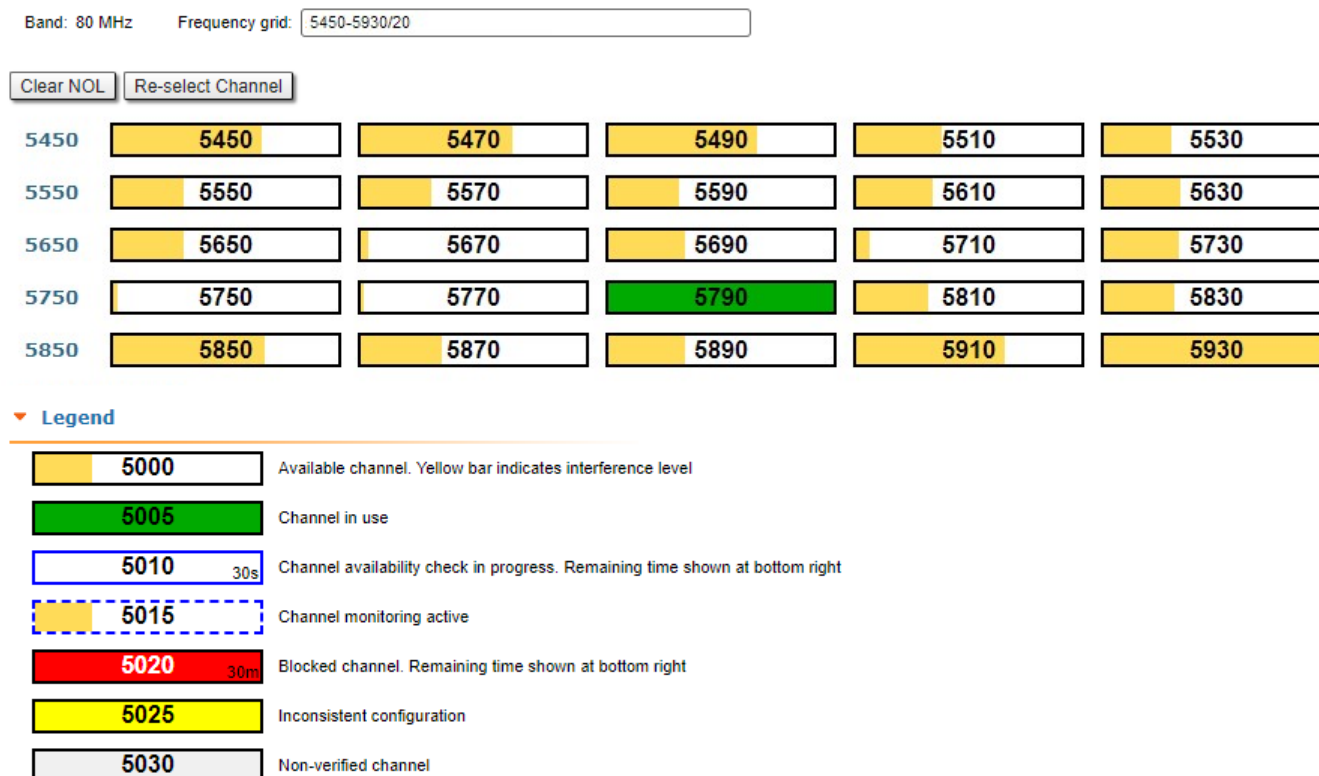 Band: 80 MHz Frequency grid: 5450-5930/20
Clear NOL Re-select Channel
5450 5450 5470 5490 5510 5530
5550 5550 5570 5590 5610 5630
5650 5650 5670 5690 5710 5730
5750 5750 5770 5790 5810 5830
5850 5850 5870 5890 5910 5930
Legend
5000 Available channel. Yellow bar indicates interference level
5005 Channel in use
5010 30s Channel availability check in progress. Remaining time shown at bottom right
5015 Channel monitoring active
5020 30m Blocked channel. Remaining time shown at bottom right
5025 Inconsistent configuration
5030 Non-verified channel